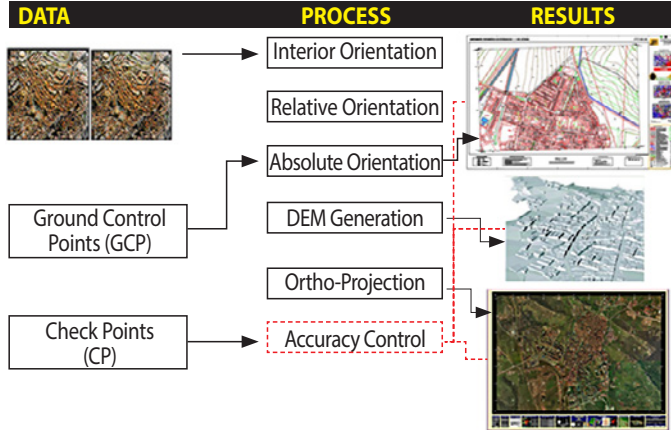 DATA
PROCESS
RESULTS
Interior Orientation
Relative Orientation
Absolute Orientation
Ground Control
Points (GCP)
DEM Generation
Ortho-Projection
Check Points
(CP)
Accuracy Control